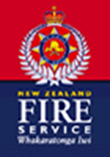 NEW ZEALAND
FIRE
SERVICE
Whakaratonga Iwi